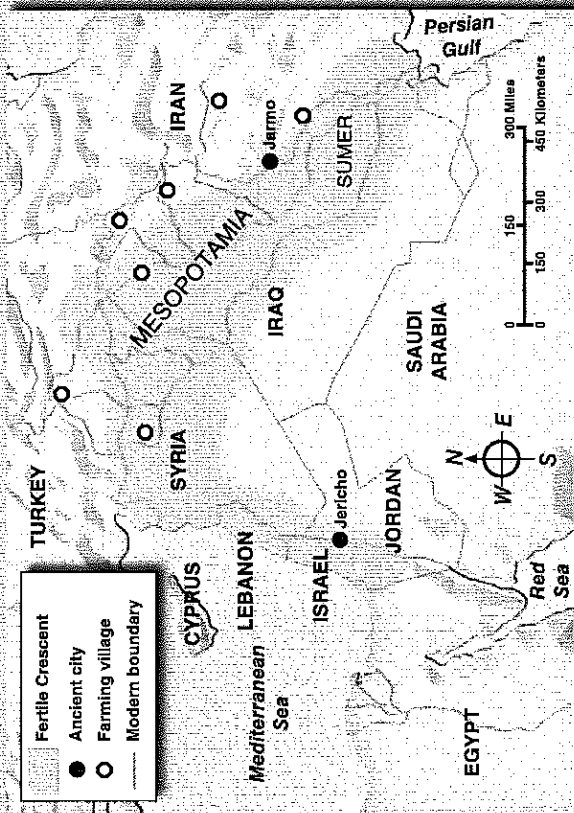 Fertile Crescent
Ancient city
Farming village
Modern boundary
TURKEY
CYPRUS
SYRIA
LEBANON
Mediterranean
Sea
ISRAEL
Jericho
JORDAN
EGYPT
Red
Sea
MESOPOTAMIA
IRAN
Jarmo
IRAQ
SUMER
SAUDI
ARABIA
Persian
Gulf
N
W
E
S
0 150 300 Miles
0 150 300 450 Kilometers